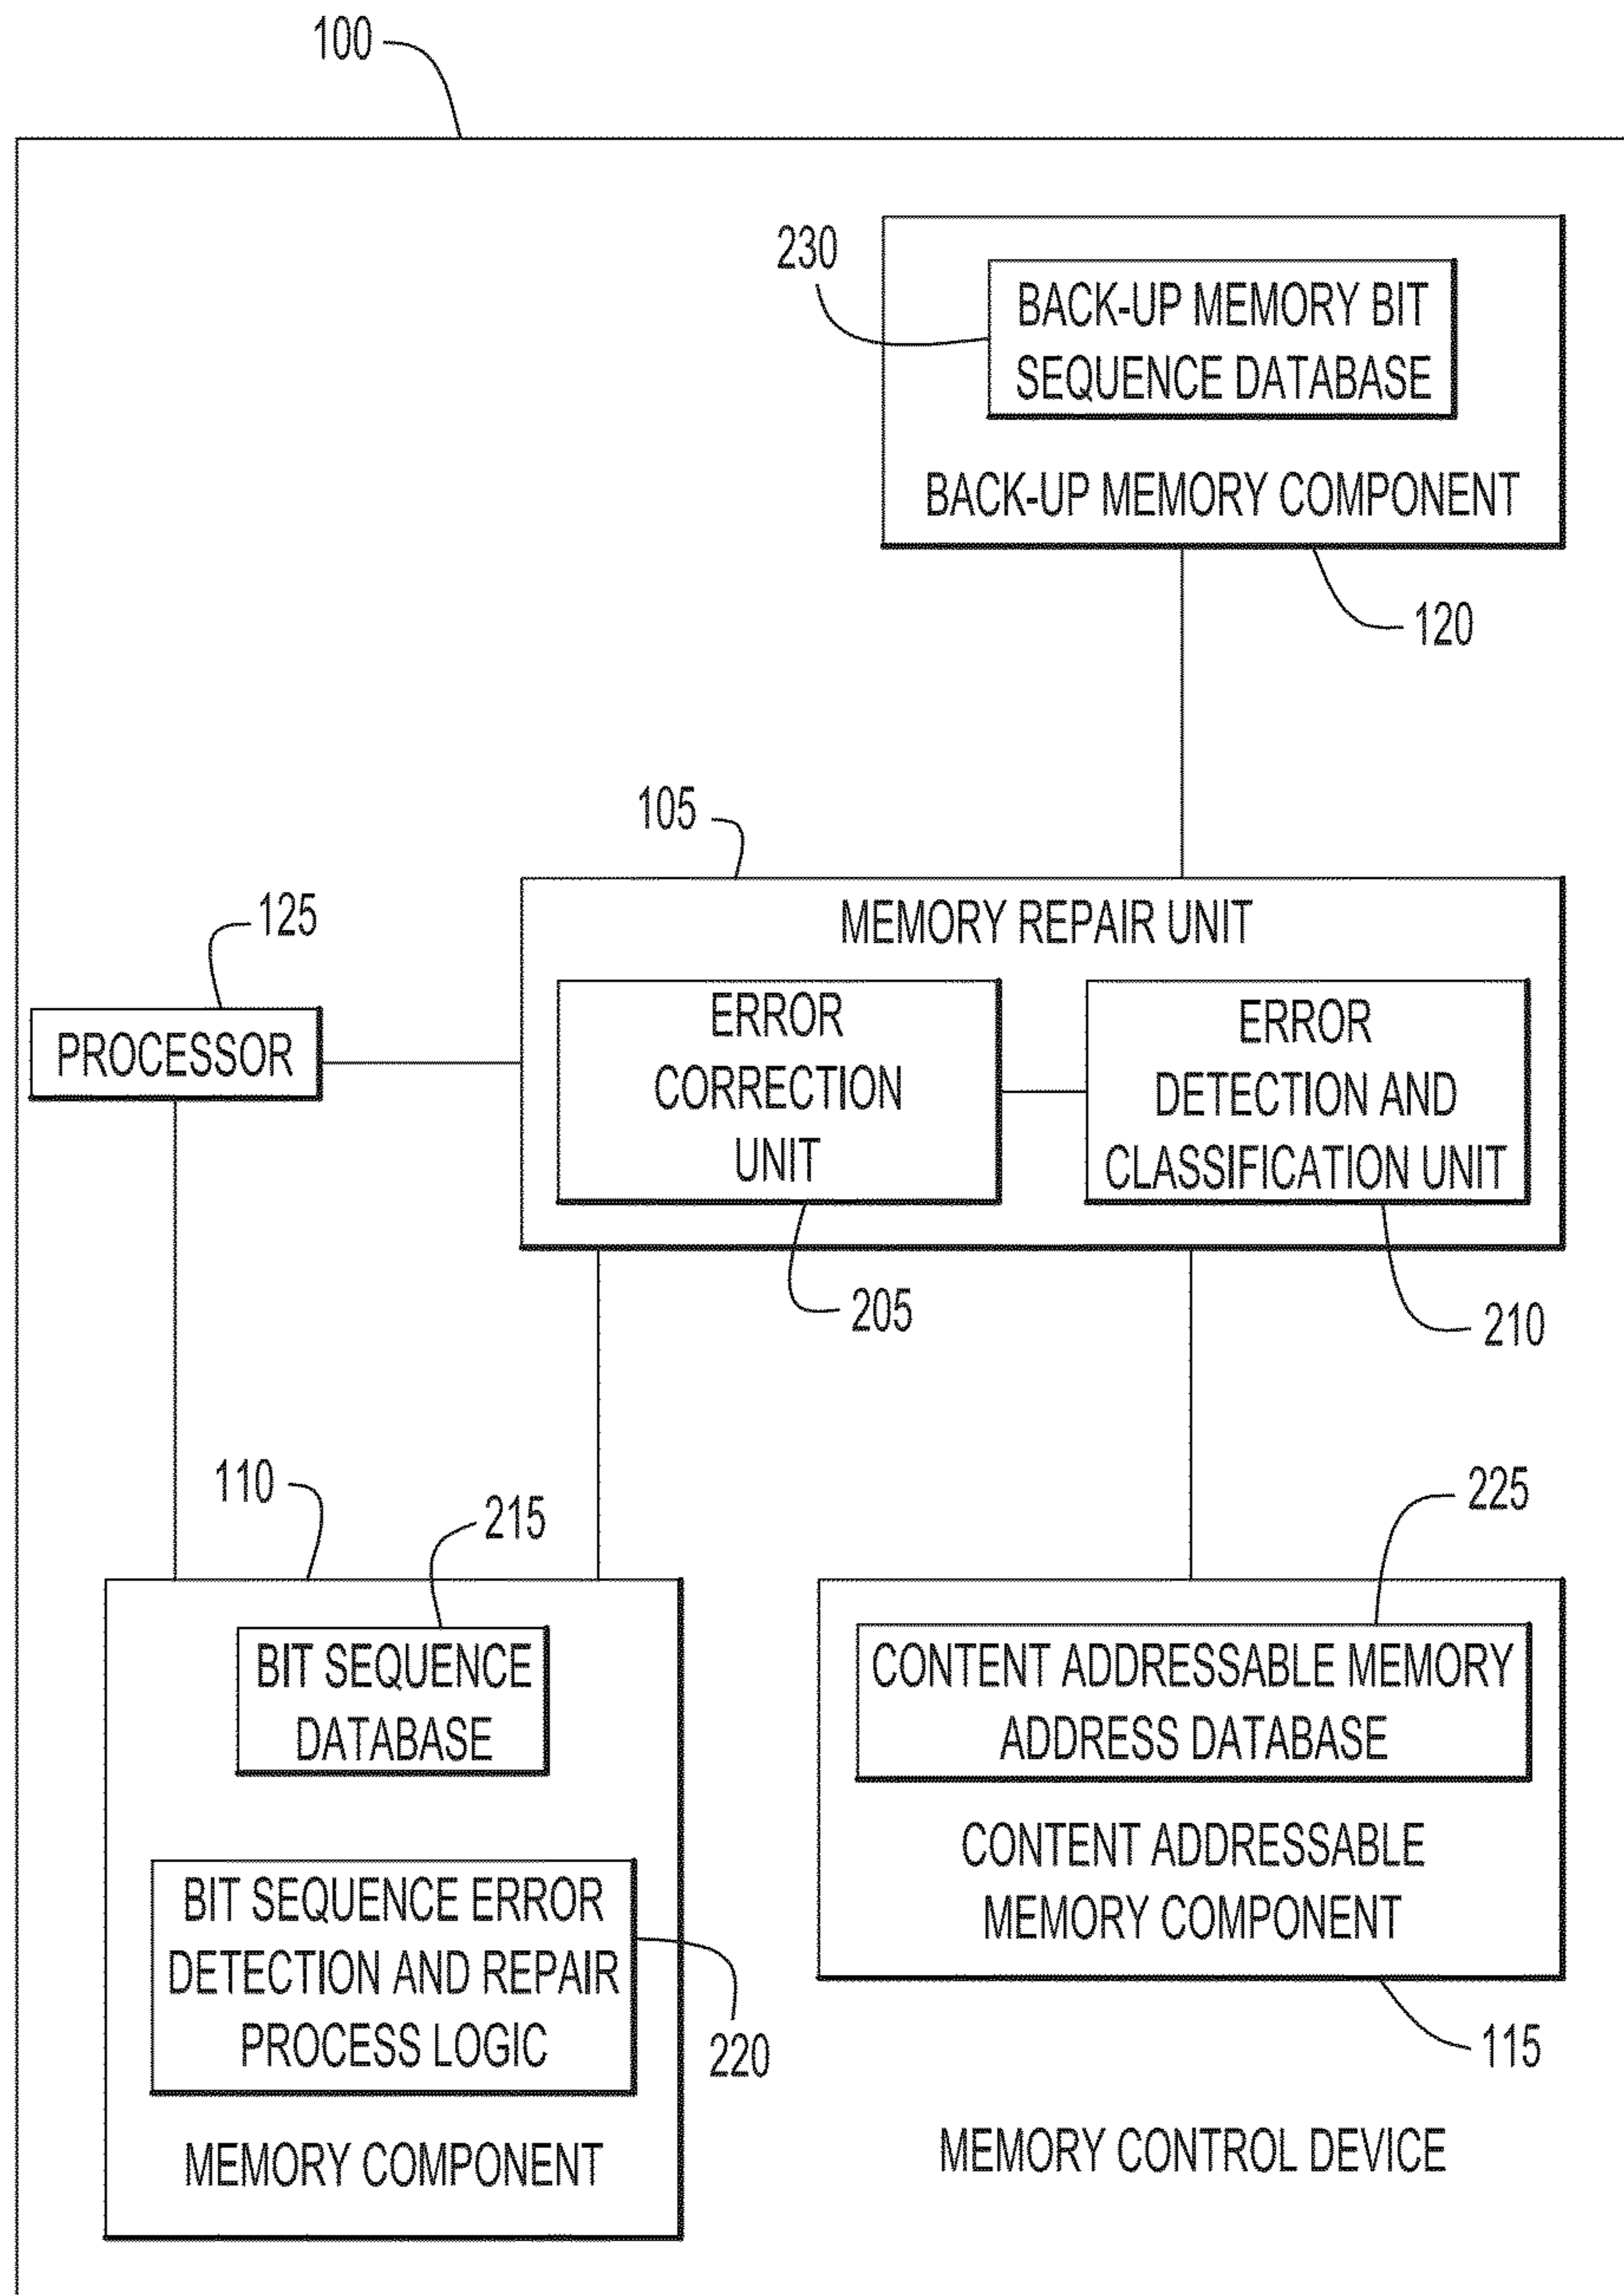 100
230
BACK-UP MEMORY BIT
SEQUENCE DATABASE
BACK-UP MEMORY COMPONENT
120
105
125
MEMORY REPAIR UNIT
PROCESSOR
ERROR
CORRECTION
UNIT
ERROR
DETECTION AND
CLASSIFICATION UNIT
205
210
110
215
225
BIT SEQUENCE
DATABASE
CONTENT ADDRESSABLE MEMORY
ADDRESS DATABASE
CONTENT ADDRESSABLE
MEMORY COMPONENT
BIT SEQUENCE ERROR
DETECTION AND REPAIR
PROCESS LOGIC
220
115
MEMORY COMPONENT
MEMORY CONTROL DEVICE